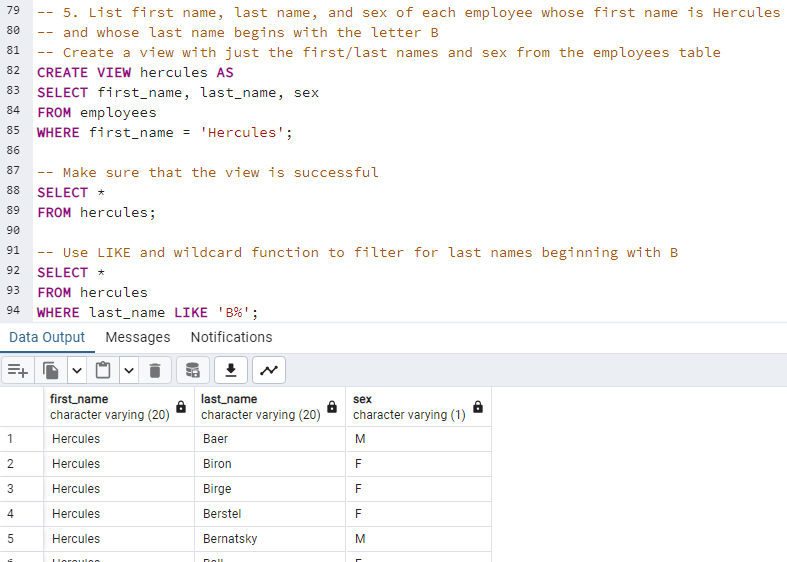 79 -- 5. List first name, last name, and sex of each employee whose first name is Hercules
80 -- and whose last name begins with the letter B
81 -- Create a view with just the first/last names and sex from the employees table
82 CREATE VIEW hercules AS
83 SELECT first_name, last_name, sex
84 FROM employees
85 WHERE first_name = 'Hercules';
86
87 -- Make sure that the view is successful
88 SELECT *
89 FROM hercules;
90
91 -- Use LIKE and wildcard function to filter for last names beginning with B
92 SELECT *
93 FROM hercules
94 WHERE last_name LIKE 'B%';
Data Output Messages Notifications
first_name last_name sex
character varying (20) character varying (20) character varying (1)
1 Hercules Baer M
2 Hercules Biron F
3 Hercules Birge F
4 Hercules Berstel F
5 Hercules Bernatsky M